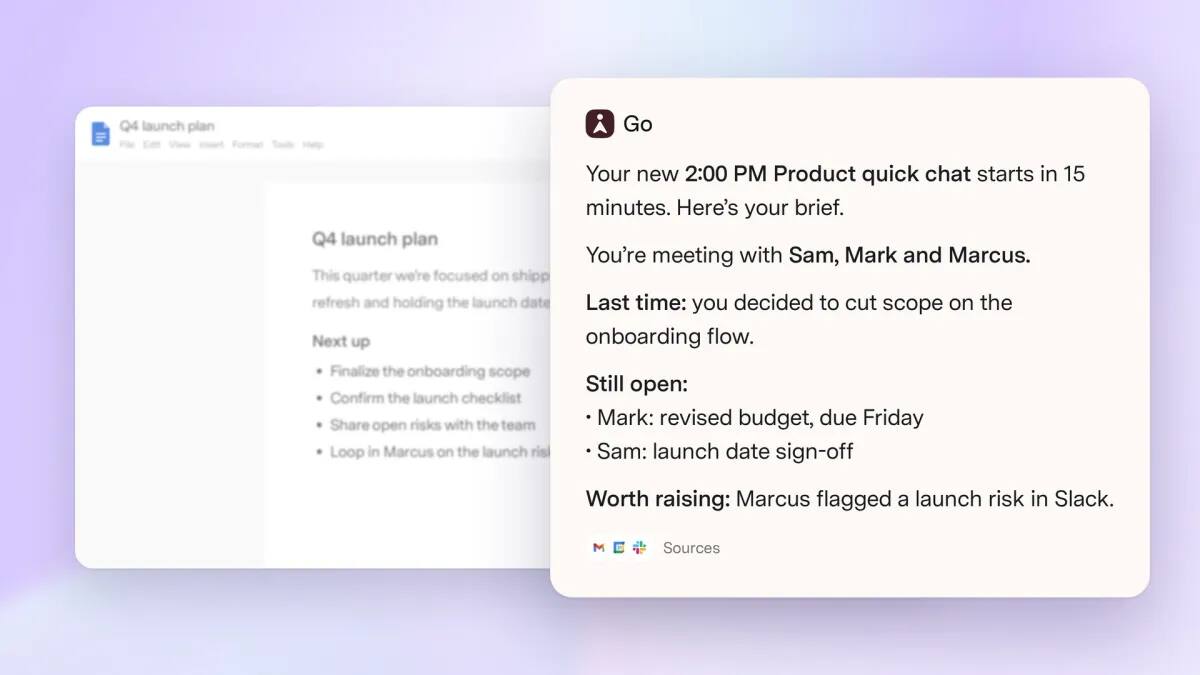 Q4 launch plan
File Edit View Insert Format Tools Help
Q4 launch plan
This quarter we're focused on shipp
refresh and holding the launch date
Next up
• Finalize the onboarding scope
• Confirm the launch checklist
• Share open risks with the team
• Loop in Marcus on the launch risk
Go
Your new 2:00 PM Product quick chat starts in 15
minutes. Here’s your brief.
You’re meeting with Sam, Mark and Marcus.
Last time: you decided to cut scope on the
onboarding flow.
Still open:
• Mark: revised budget, due Friday
• Sam: launch date sign-off
Worth raising: Marcus flagged a launch risk in Slack.
Sources